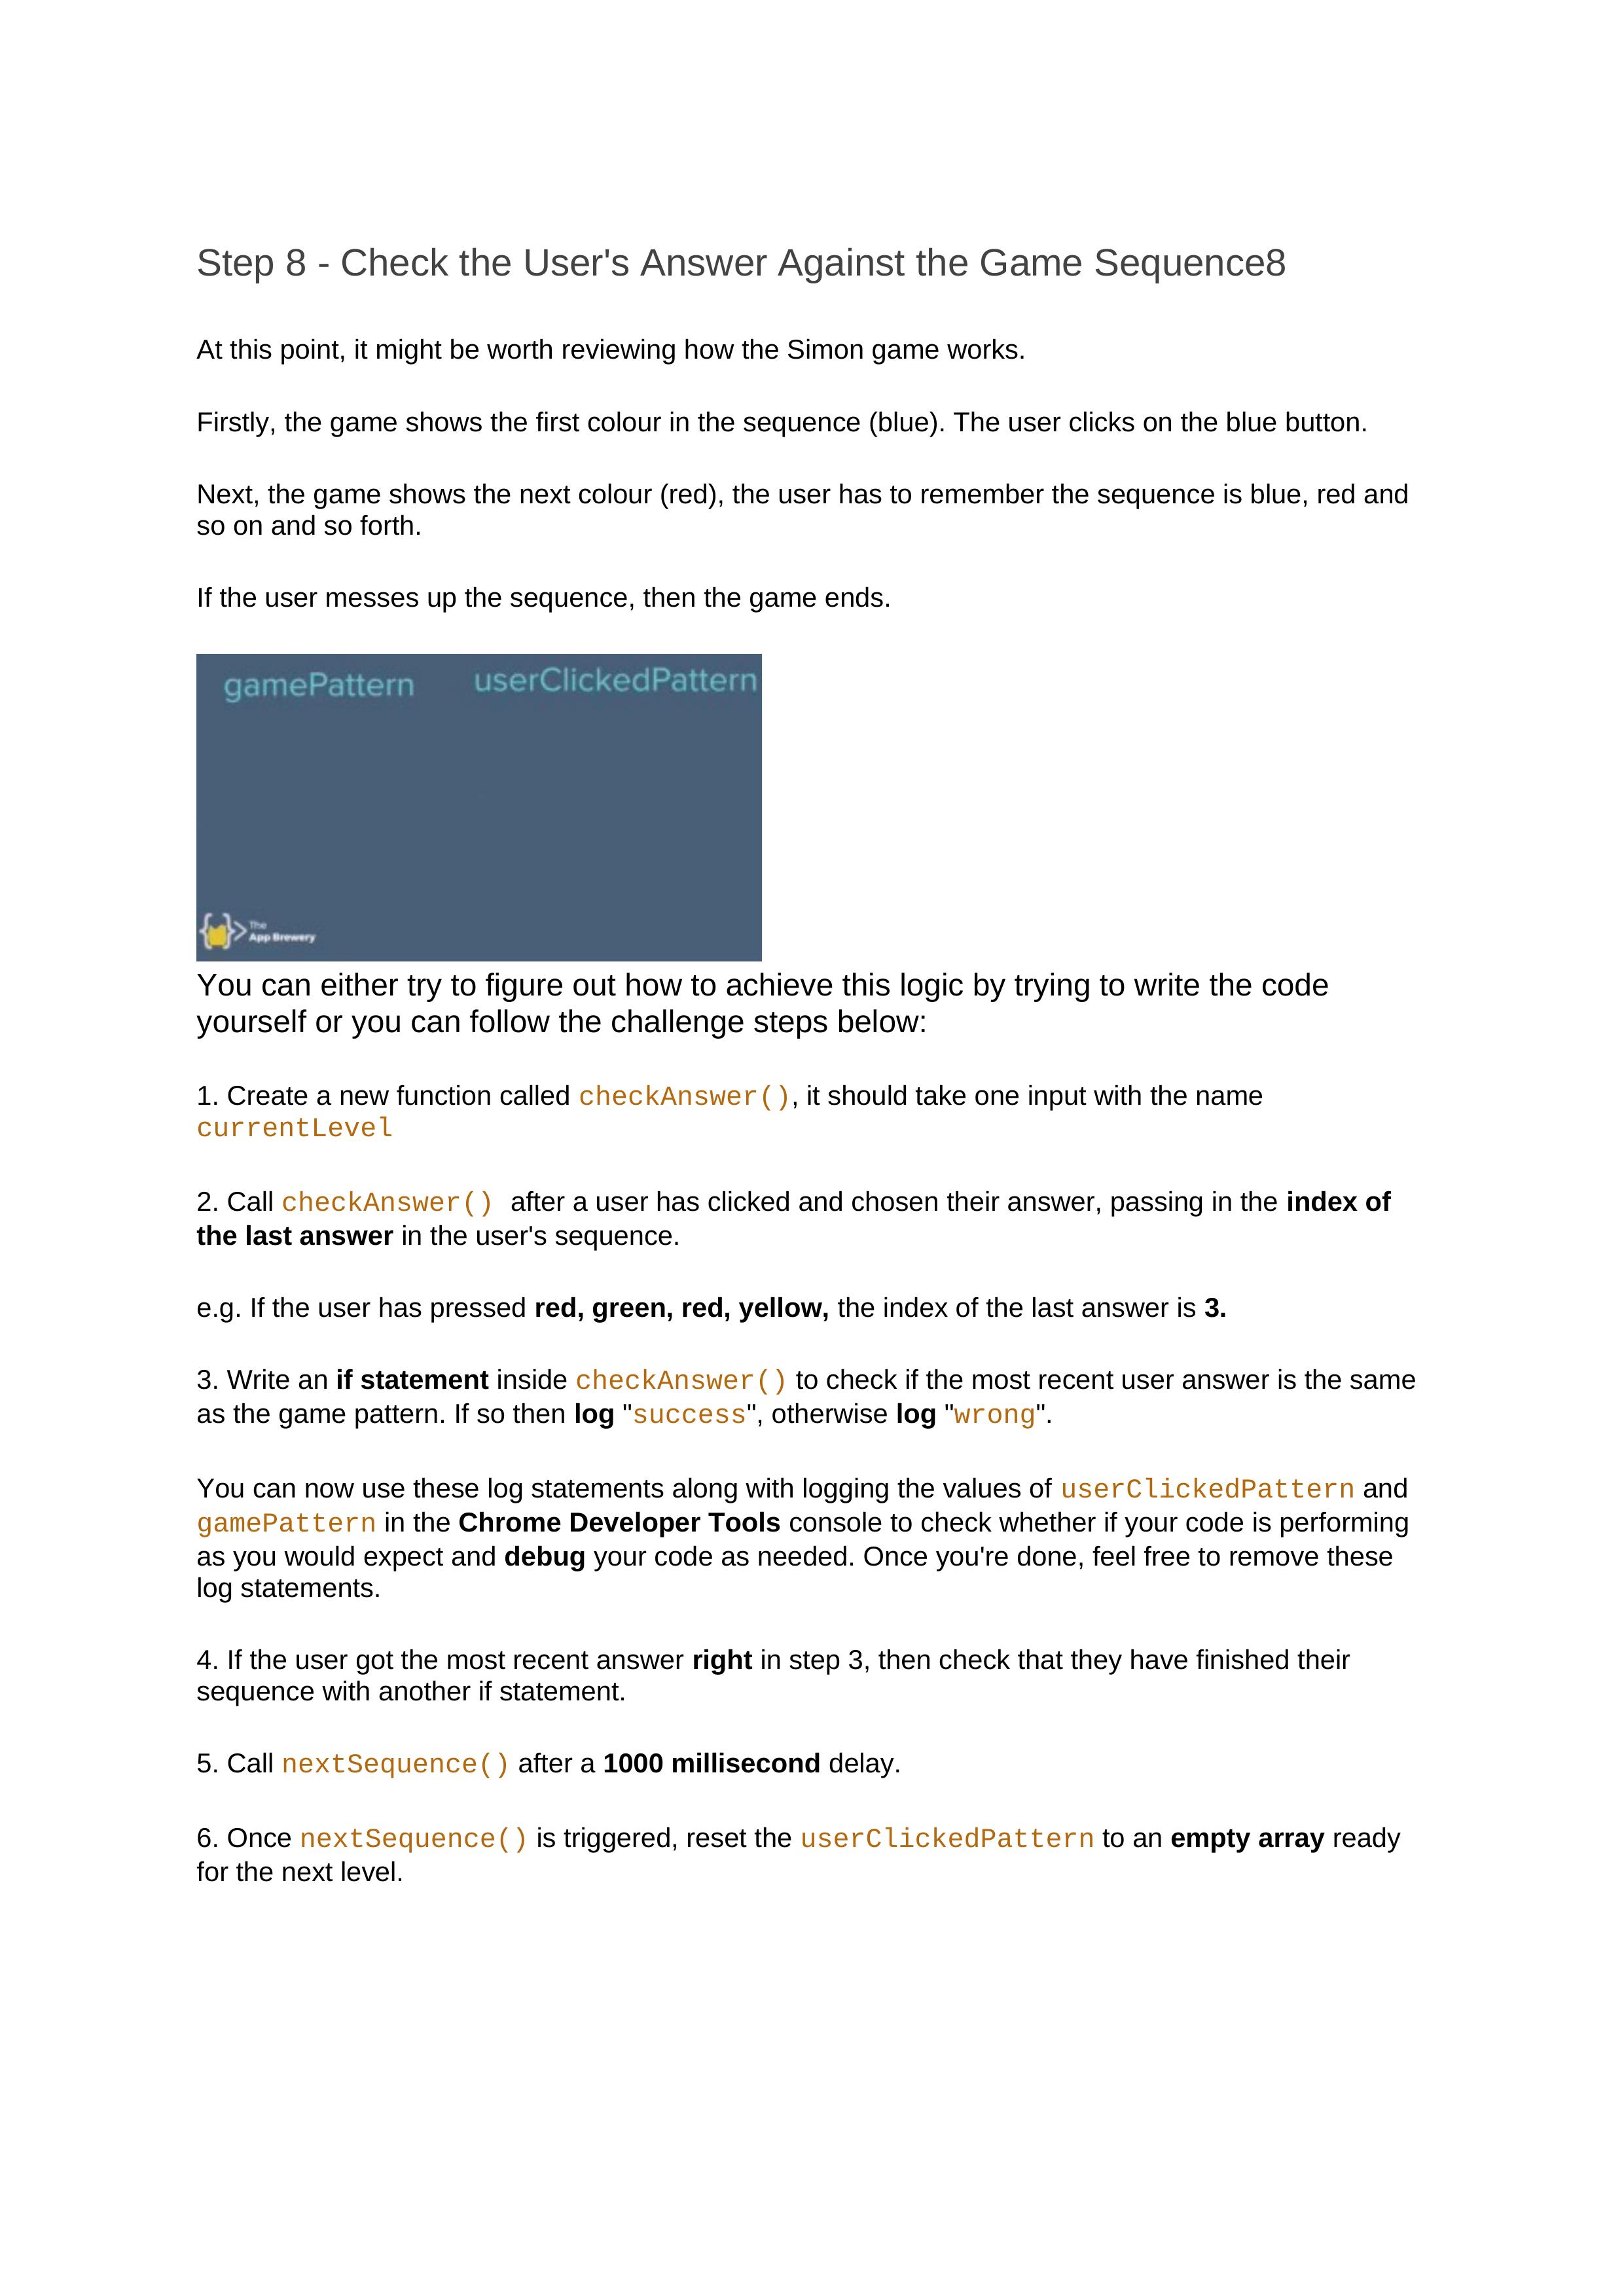 Step 8 - Check the User's Answer Against the Game Sequence8
At this point, it might be worth reviewing how the Simon game works.
Firstly, the game shows the first colour in the sequence (blue). The user clicks on the blue button.
Next, the game shows the next colour (red), the user has to remember the sequence is blue, red and
so on and so forth.
If the user messes up the sequence, then the game ends.
gamePattern userClickedPattern
The
App Brewery
You can either try to figure out how to achieve this logic by trying to write the code
yourself or you can follow the challenge steps below:
1. Create a new function called checkAnswer(), it should take one input with the name
currentLevel
2. Call checkAnswer() after a user has clicked and chosen their answer, passing in the index of
the last answer in the user's sequence.
e.g. If the user has pressed red, green, red, yellow, the index of the last answer is 3.
3. Write an if statement inside checkAnswer() to check if the most recent user answer is the same
as the game pattern. If so then log "success", otherwise log "wrong".
You can now use these log statements along with logging the values of userClickedPattern and
gamePattern in the Chrome Developer Tools console to check whether if your code is performing
as you would expect and debug your code as needed. Once you're done, feel free to remove these
log statements.
4. If the user got the most recent answer right in step 3, then check that they have finished their
sequence with another if statement.
5. Call nextSequence() after a 1000 millisecond delay.
6. Once nextSequence() is triggered, reset the userClickedPattern to an empty array ready
for the next level.